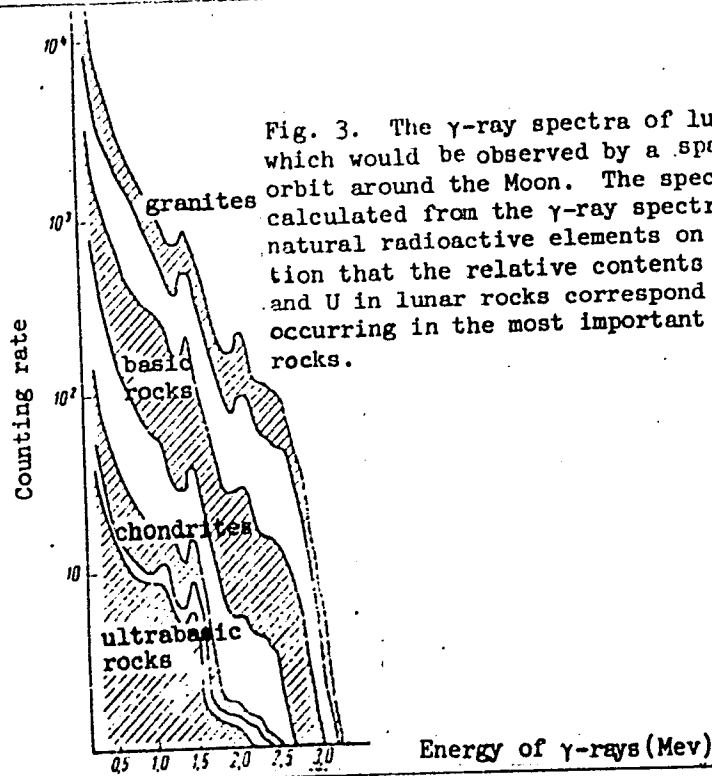 10⁴
Fig. 3. The γ-ray spectra of lu
which would be observed by a spa
orbit around the Moon. The spec
calculated from the γ-ray spectr
natural radioactive elements on
tion that the relative contents
and U in lunar rocks correspond
occurring in the most important
rocks.
granites
10³
basic
rocks
10²
Counting rate
chondrites
10
ultrabasic
rocks
0,5 1,0 1,5 2,0 2,5 3,0
Energy of γ-rays(Mev)